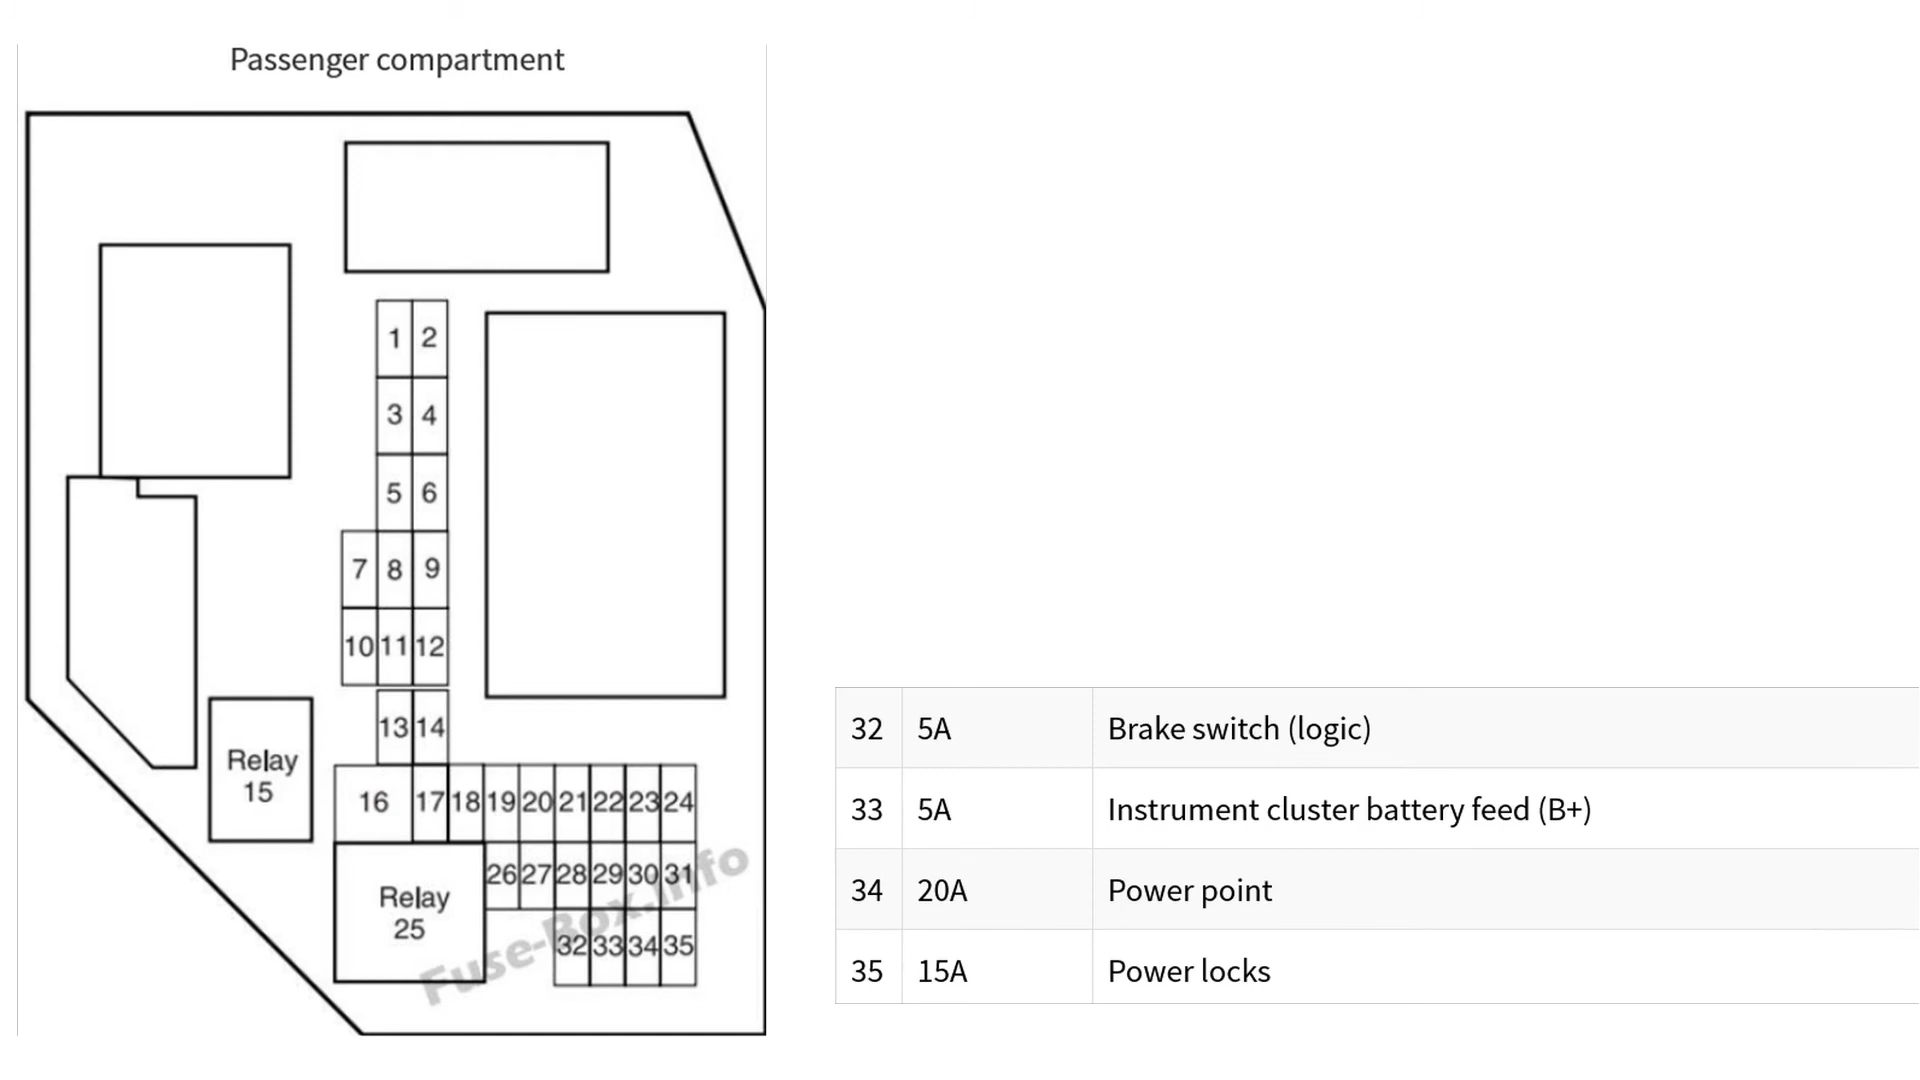 Passenger compartment
1 2
3 4
5 6
7 8 9
10 11 12
13 14
Relay
15
16 17 18 19 20 21 22 23 24
Relay
25
26 27 28 29 30 31
32 33 34 35
Fuse-Box.info
32 5A Brake switch (logic)
33 5A Instrument cluster battery feed (B+)
34 20A Power point
35 15A Power locks